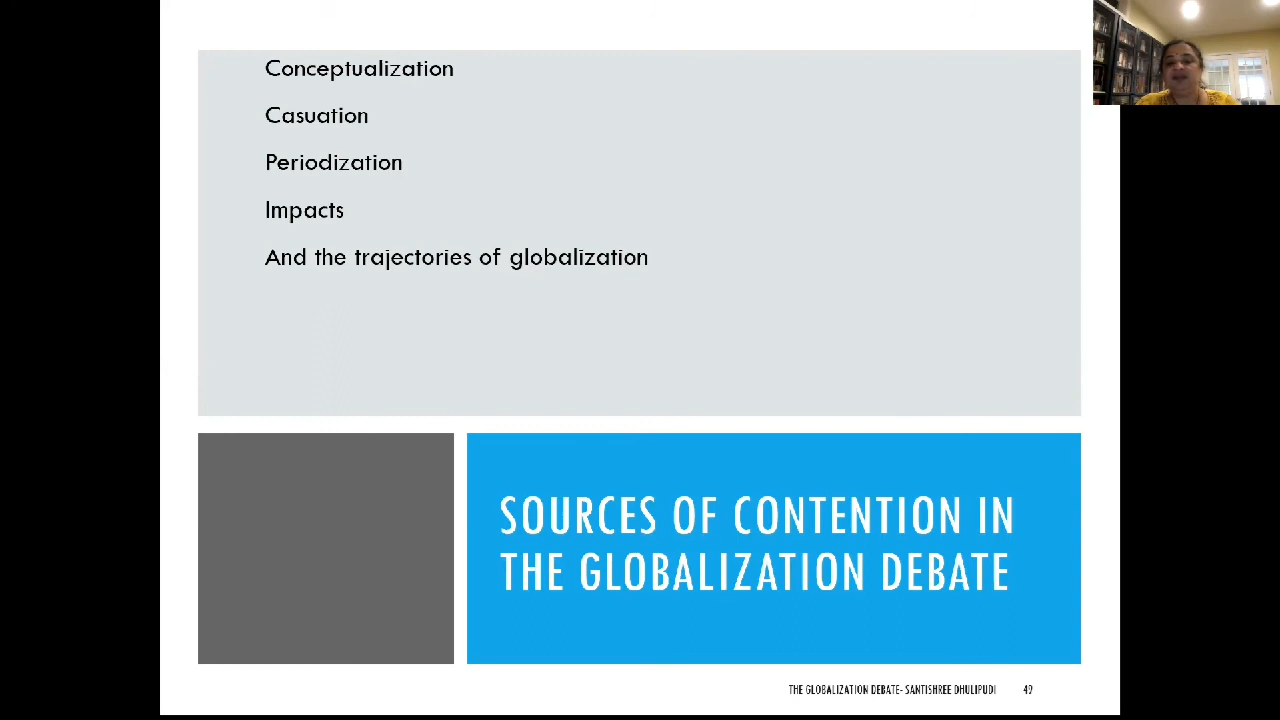 Conceptualization
Casuation
Periodization
Impacts
And the trajectories of globalization
SOURCES OF CONTENTION IN
THE GLOBALIZATION DEBATE
THE GLOBALIZATION DEBATE- SANTISHREE DHULIPUDI 49